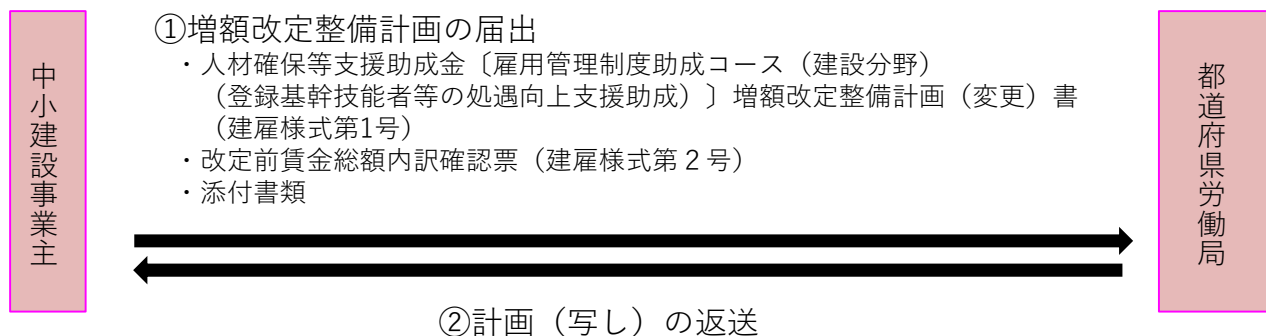 中小建設事業主
①増額改定整備計画の届出
・人材確保等支援助成金〔雇用管理制度助成コース（建設分野）
（登録基幹技能者等の処遇向上支援助成）〕増額改定整備計画（変更）書
（建雇様式第1号）
・改定前賃金総額内訳確認票（建雇様式第２号）
・添付書類
都道府県労働局
②計画（写し）の返送